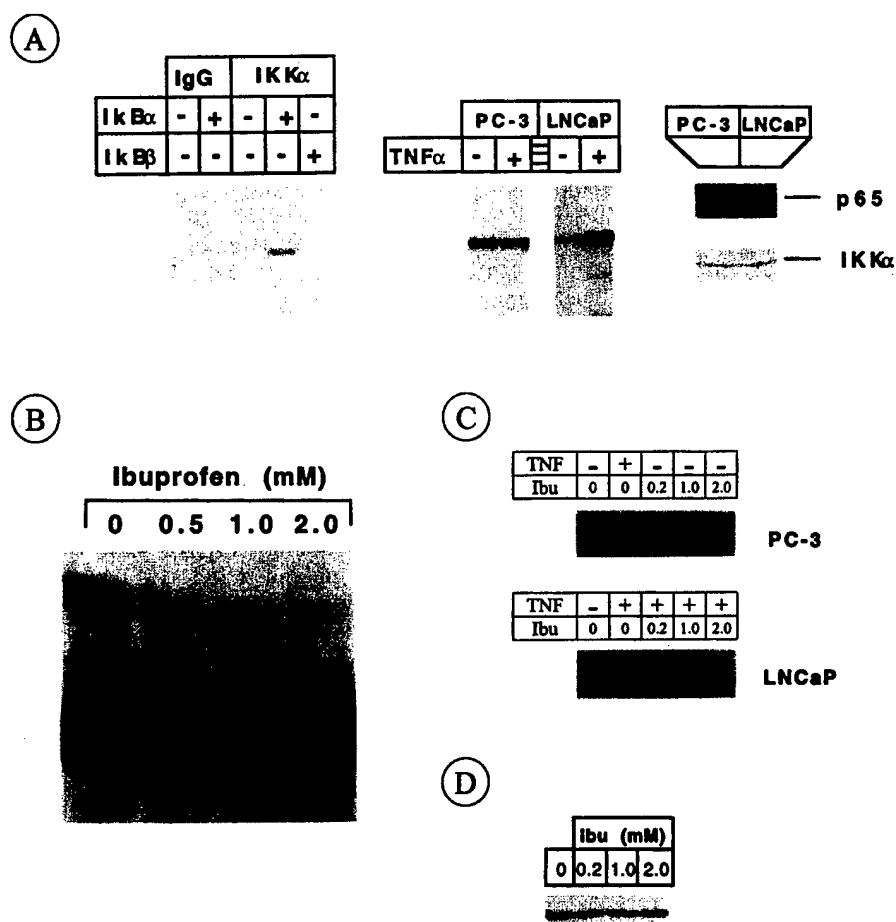 A
IgG IKKα
IkBα - + - + -
IkBβ - - - - +
PC-3 LNCaP
TNFα - + - +
PC-3 LNCaP
p65
IKKα
B
Ibuprofen (mM)
0 0.5 1.0 2.0
C
TNF - + - - -
Ibu 0 0 0.2 1.0 2.0
PC-3
TNF - + + + +
Ibu 0 0 0.2 1.0 2.0
LNCaP
D
Ibu (mM)
0 0.2 1.0 2.0